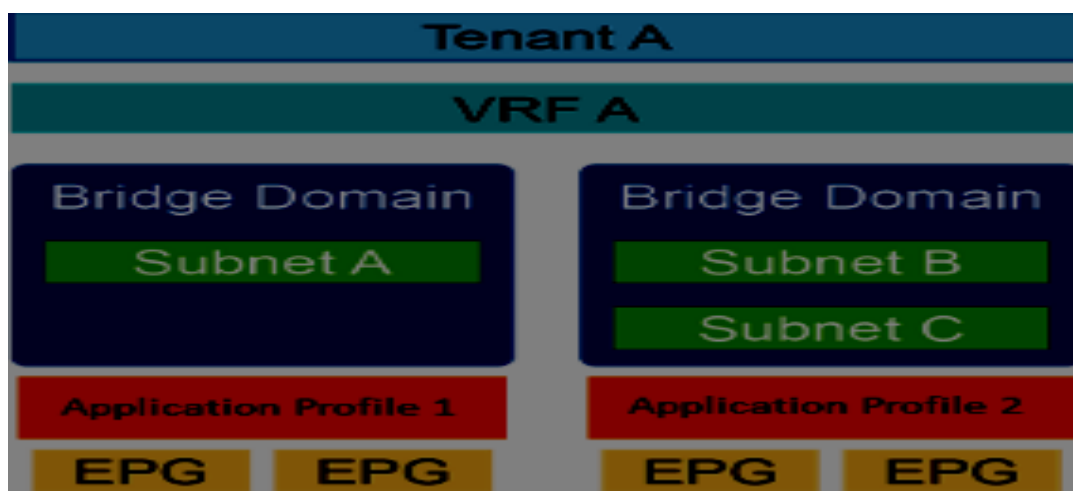 Tenant A
VRF A
Bridge Domain
Subnet A
Bridge Domain
Subnet B
Subnet C
Application Profile 1
Application Profile 2
EPG EPG EPG EPG